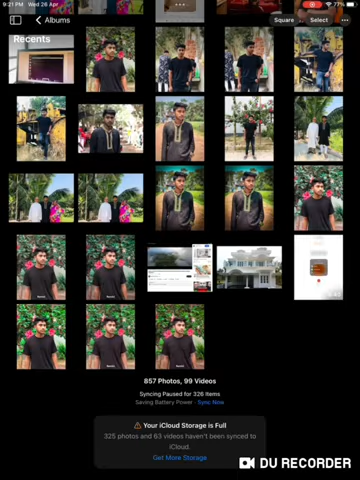 9:21 PM Wed 26 Apr
77%
Albums
Square
Select
Recents
857 Photos, 99 Videos
Syncing Paused for 326 Items
Saving Battery Power · Sync Now
Your iCloud Storage is Full
325 photos and 63 videos haven't been synced to
iCloud.
Get More Storage
DU RECORDER